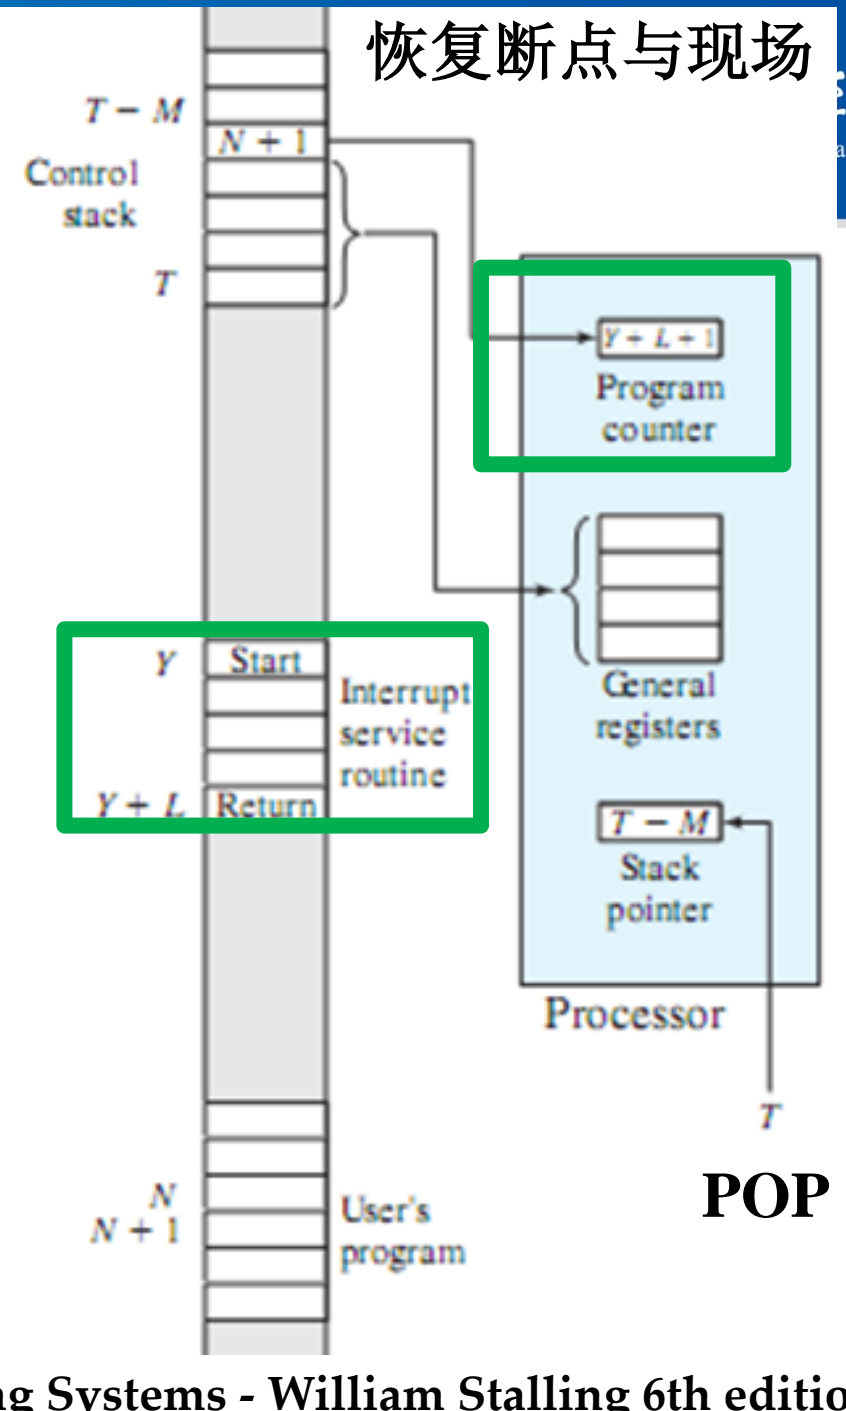 恢复断点与现场
T − M
N + 1
Control
stack
T
Y + L + 1
Program
counter
Y
Start
Interrupt
service
routine
Y + L
Return
General
registers
T − M
Stack
pointer
Processor
T
POP
N
N + 1
User's
program
Systems - William Stalling 6th